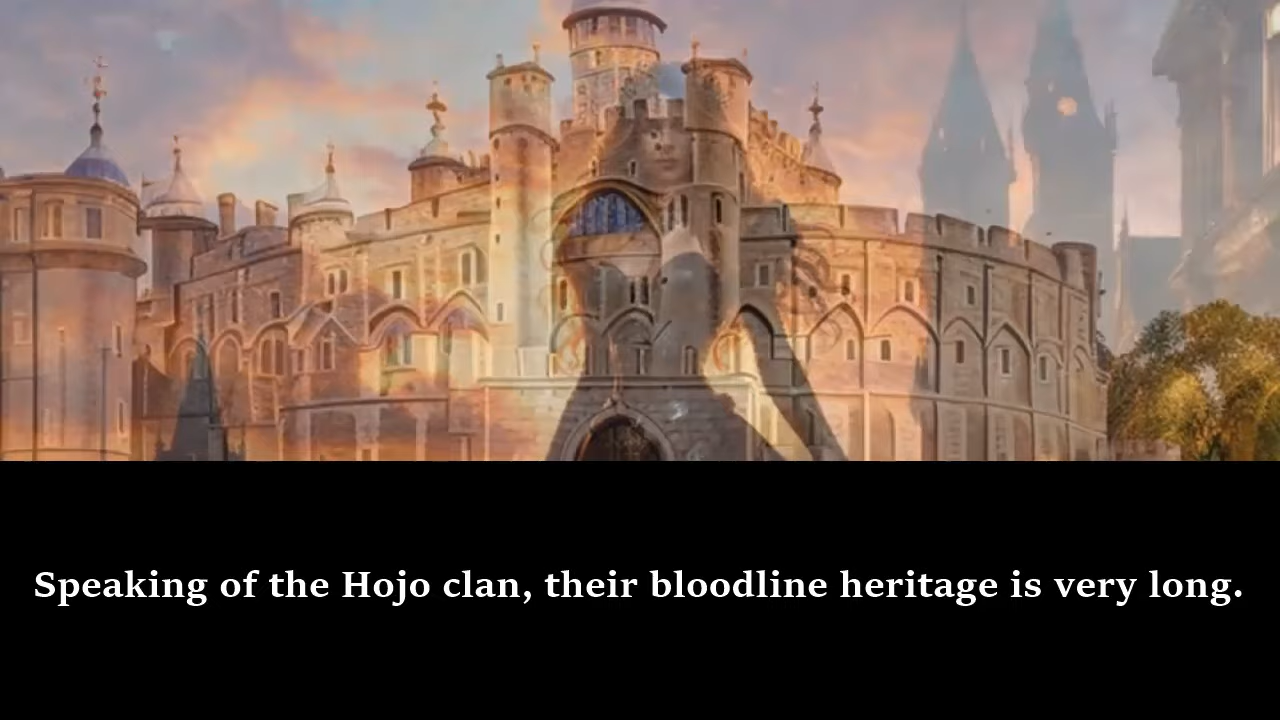 Speaking of the Hojo clan, their bloodline heritage is very long.